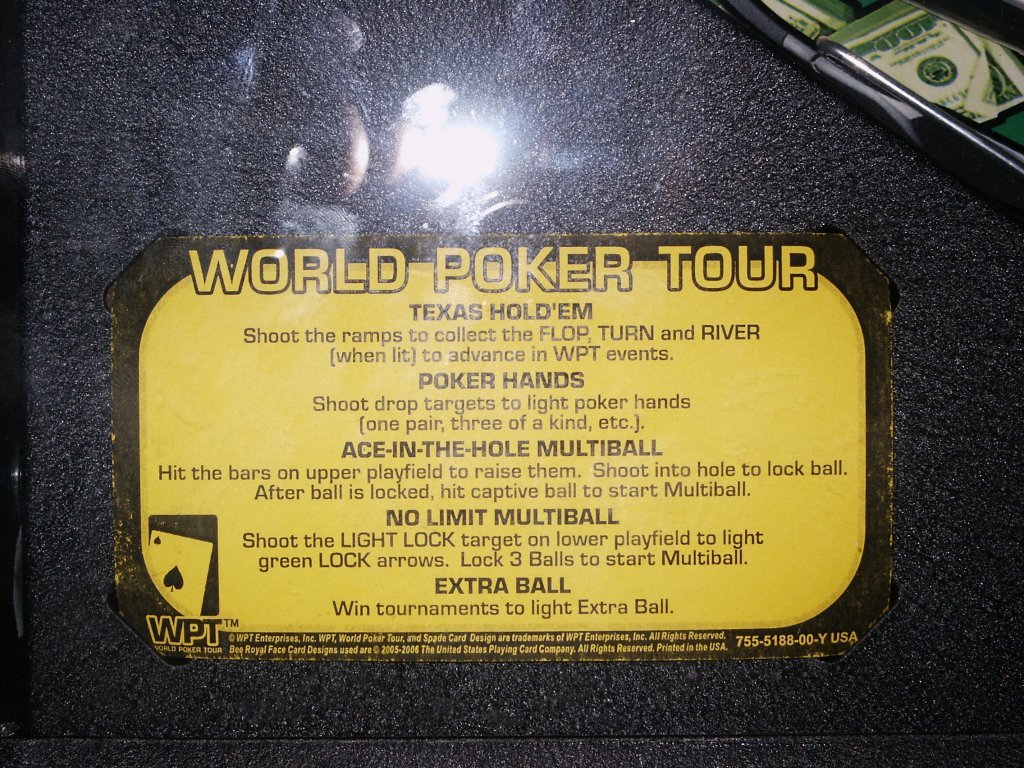 WORLD POKER TOUR
TEXAS HOLD'EM
Shoot the ramps to collect the FLOP, TURN and RIVER
(when lit) to advance in WPT events.
POKER HANDS
Shoot drop targets to light poker hands
(one pair, three of a kind, etc.).
ACE-IN-THE-HOLE MULTIBALL
Hit the bars on upper playfield to raise them. Shoot into hole to lock ball.
After ball is locked, hit captive ball to start Multiball.
NO LIMIT MULTIBALL
Shoot the LIGHT LOCK target on lower playfield to light
green LOCK arrows. Lock 3 Balls to start Multiball.
EXTRA BALL
Win tournaments to light Extra Ball.
WPT™
WORLD POKER TOUR
© WPT Enterprises, Inc. WPT, World Poker Tour, and Spade Card Design are trademarks of WPT Enterprises, Inc. All Rights Reserved.
Bee Royal Face Card Designs used are © 2005-2006 The United States Playing Card Company. All Rights Reserved. Printed in the USA.
755-5188-00-Y USA